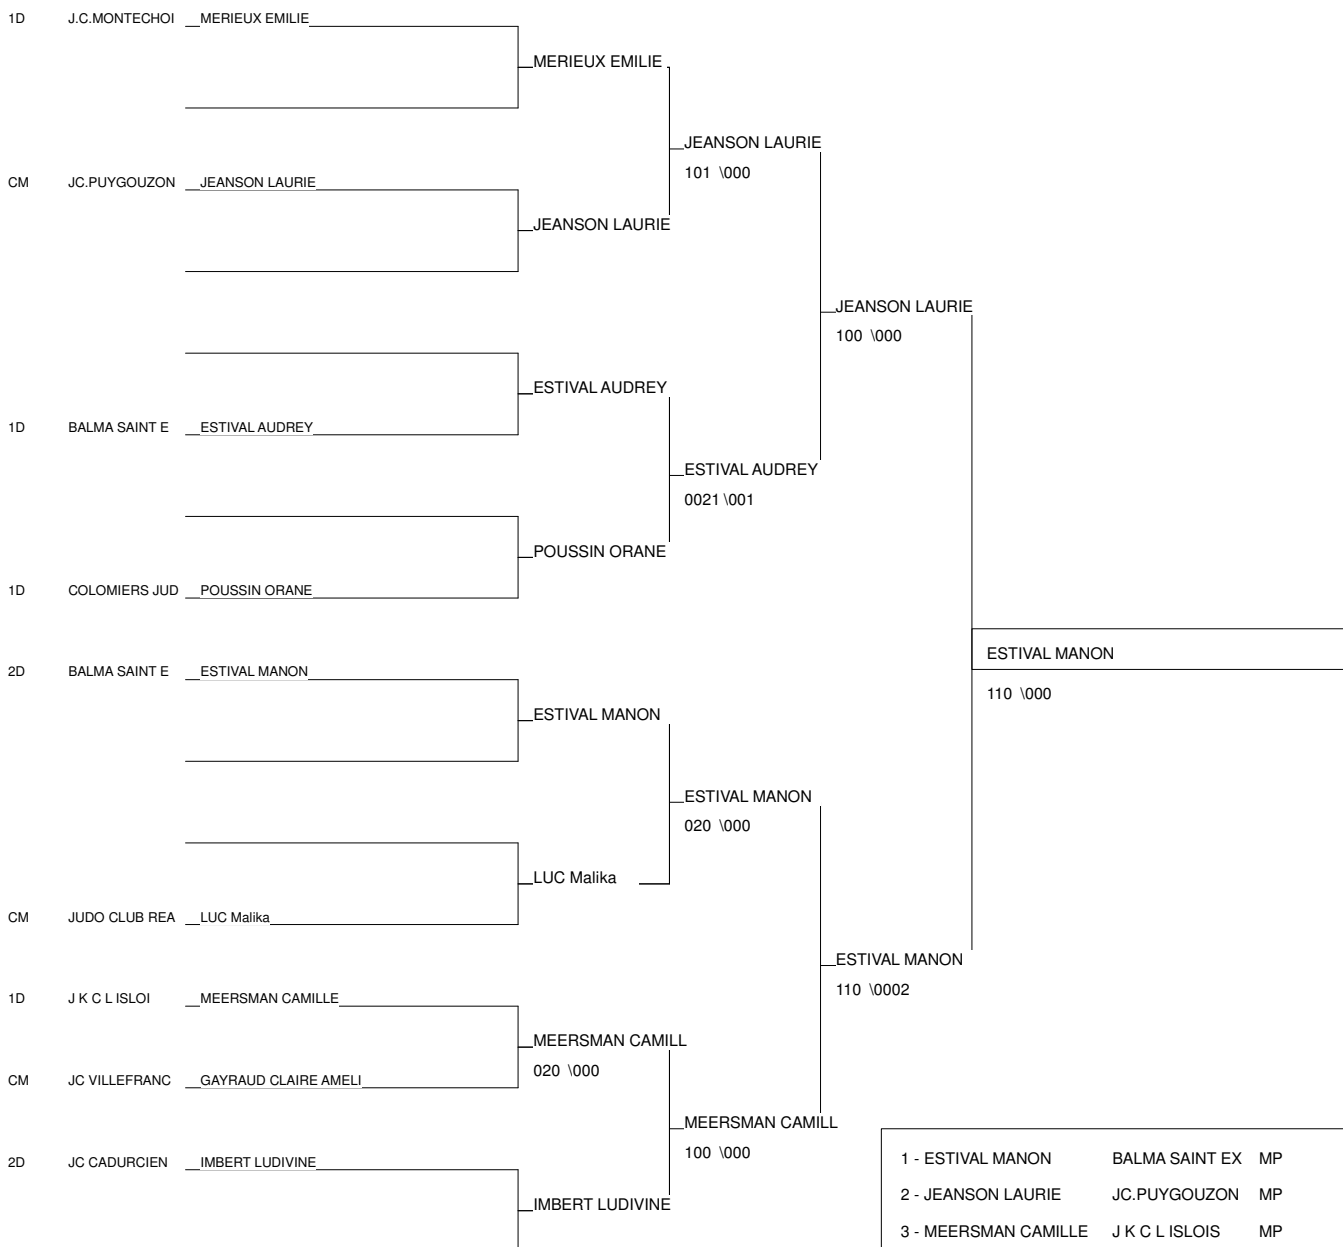 1D J.C.MONTECHOI MERIEUX EMILIE
MERIEUX EMILIE
JEANSON LAURIE
101 \000
CM JC.PUYGOUZON JEANSON LAURIE
JEANSON LAURIE
JEANSON LAURIE
100 \000
ESTIVAL AUDREY
1D BALMA SAINT E ESTIVAL AUDREY
ESTIVAL AUDREY
0021 \001
POUSSIN ORANE
1D COLOMIERS JUD POUSSIN ORANE
ESTIVAL MANON
2D BALMA SAINT E ESTIVAL MANON
110 \000
ESTIVAL MANON
ESTIVAL MANON
020 \000
LUC Malika
CM JUDO CLUB REA LUC Malika
ESTIVAL MANON
110 \0002
1D J K C L ISLOI MEERSMAN CAMILLE
MEERSMAN CAMILL
020 \000
CM JC VILLEFRANC GAYRAUD CLAIRE AMELI
MEERSMAN CAMILL
100 \000
2D JC CADURCIEN IMBERT LUDIVINE
IMBERT LUDIVINE
1 - ESTIVAL MANON BALMA SAINT EX MP
2 - JEANSON LAURIE JC.PUYGOUZON MP
3 - MEERSMAN CAMILLE J K C L ISLOIS MP